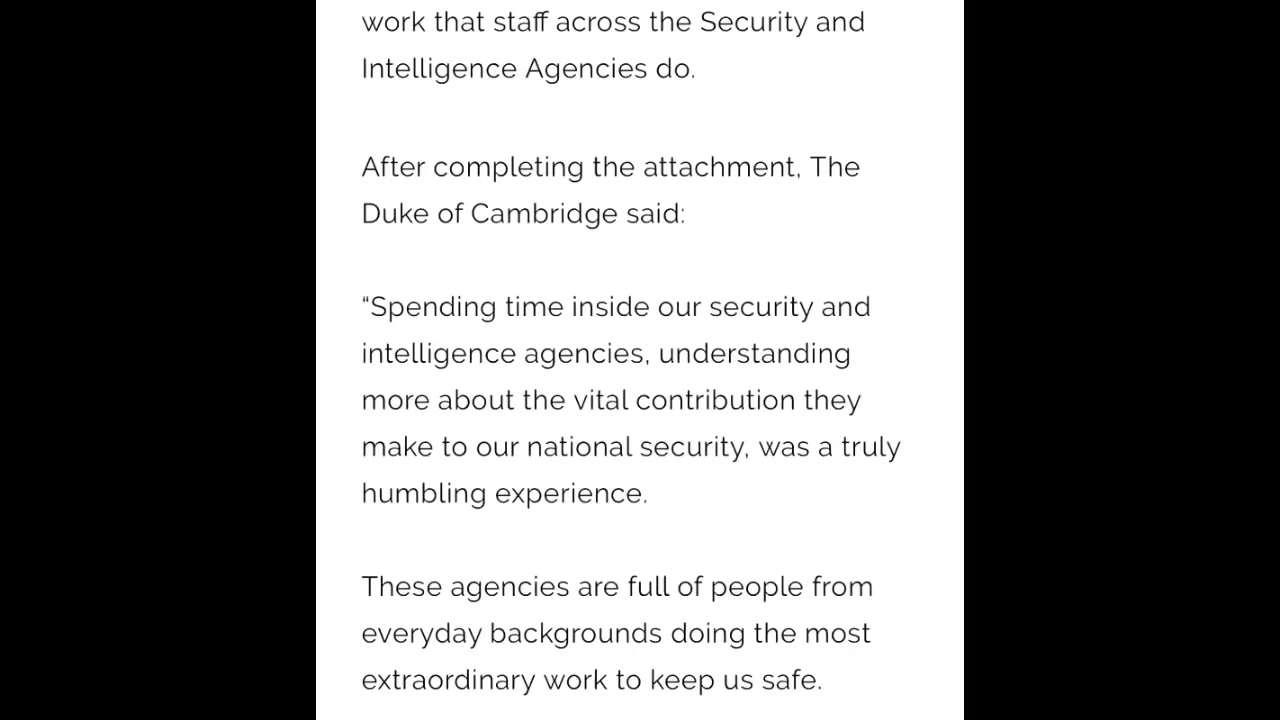 work that staff across the Security and
Intelligence Agencies do.
After completing the attachment, The
Duke of Cambridge said:
“Spending time inside our security and
intelligence agencies, understanding
more about the vital contribution they
make to our national security, was a truly
humbling experience.
These agencies are full of people from
everyday backgrounds doing the most
extraordinary work to keep us safe.